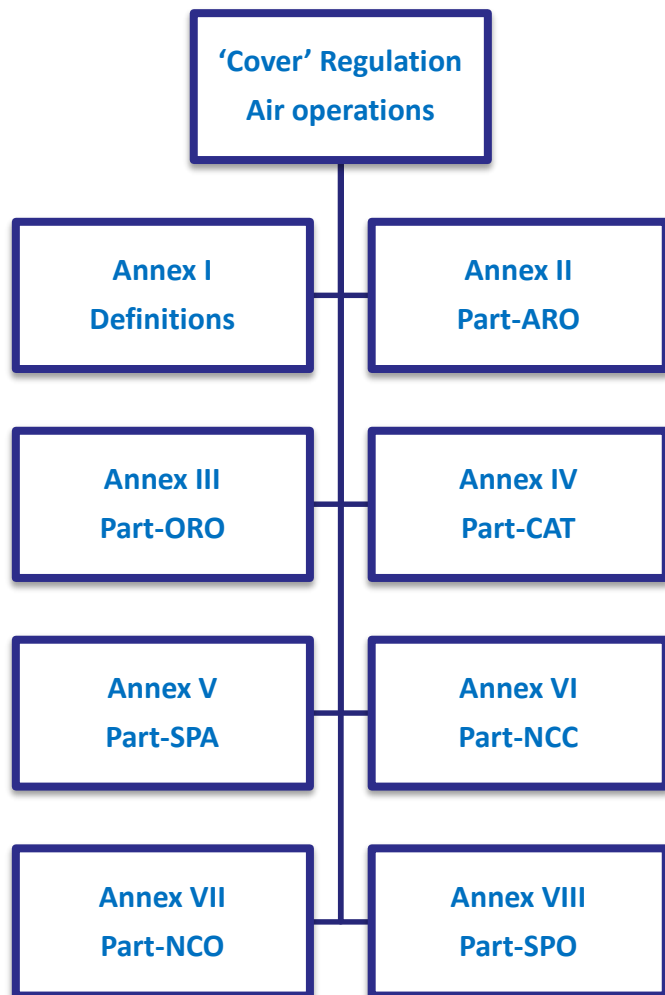 ‘Cover’ Regulation
Air operations
Annex I
Definitions
Annex II
Part-ARO
Annex III
Part-ORO
Annex IV
Part-CAT
Annex V
Part-SPA
Annex VI
Part-NCC
Annex VII
Part-NCO
Annex VIII
Part-SPO